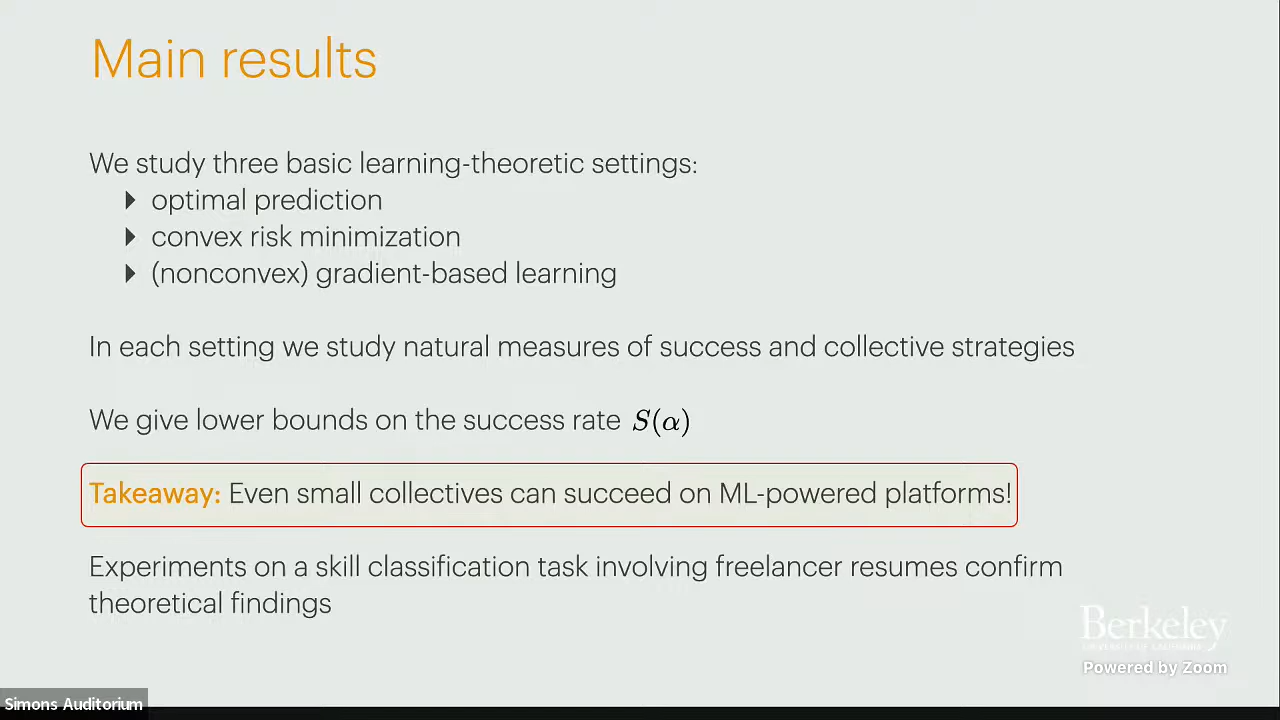 Main results
We study three basic learning-theoretic settings:
optimal prediction
convex risk minimization
(nonconvex) gradient-based learning
In each setting we study natural measures of success and collective strategies
We give lower bounds on the success rate S(α)
Takeaway: Even small collectives can succeed on ML-powered platforms!
Experiments on a skill classification task involving freelancer resumes confirm
theoretical findings
Berkeley
UNIVERSITY OF CALIFORNIA
Powered by Zoom
Simons Auditorium